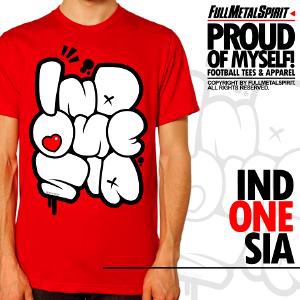 FULLMETALSPIRIT
PROUD
OF MYSELF!
FOOTBALL TEES & APPAREL
COPYRIGHT BY FULLMETALSPIRIT.
ALL RIGHTS RESERVED.
IND
ONE
SIA
IND
ONE
SIA